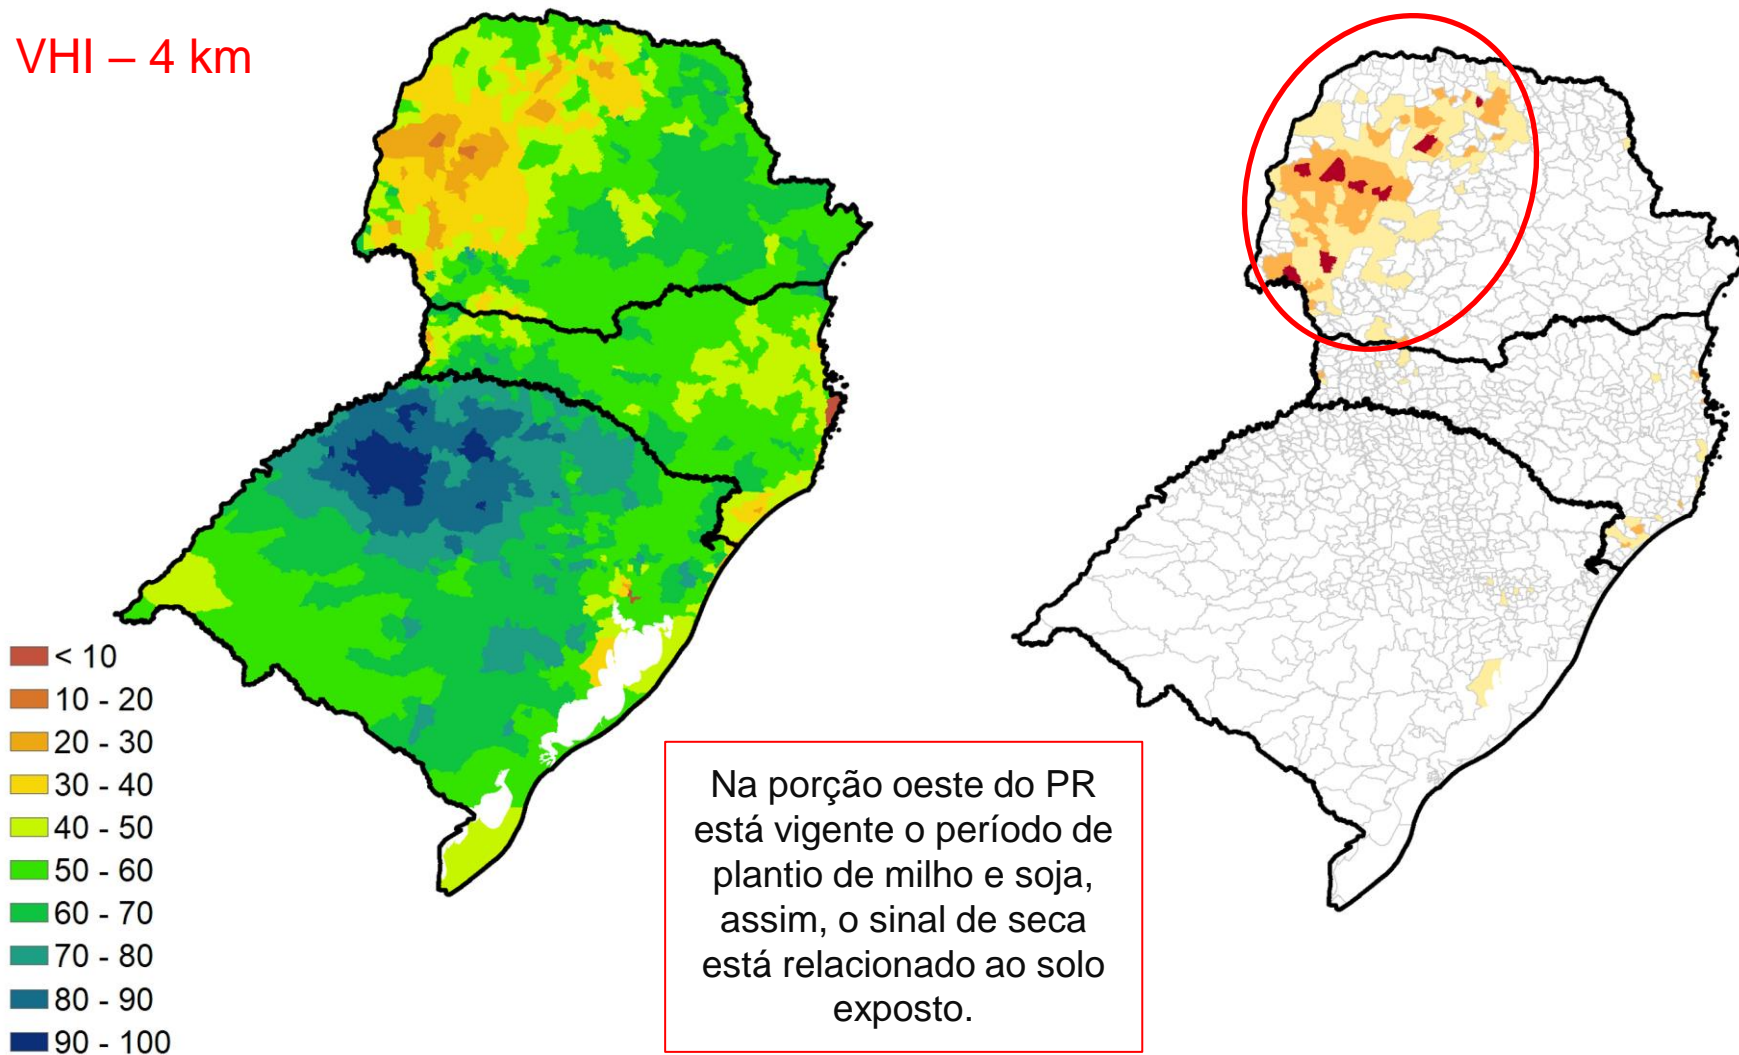 VHI – 4 km
< 10
10 - 20
20 - 30
30 - 40
40 - 50
50 - 60
60 - 70
70 - 80
80 - 90
90 - 100
Na porção oeste do PR
está vigente o período de
plantio de milho e soja,
assim, o sinal de seca
está relacionado ao solo
exposto.